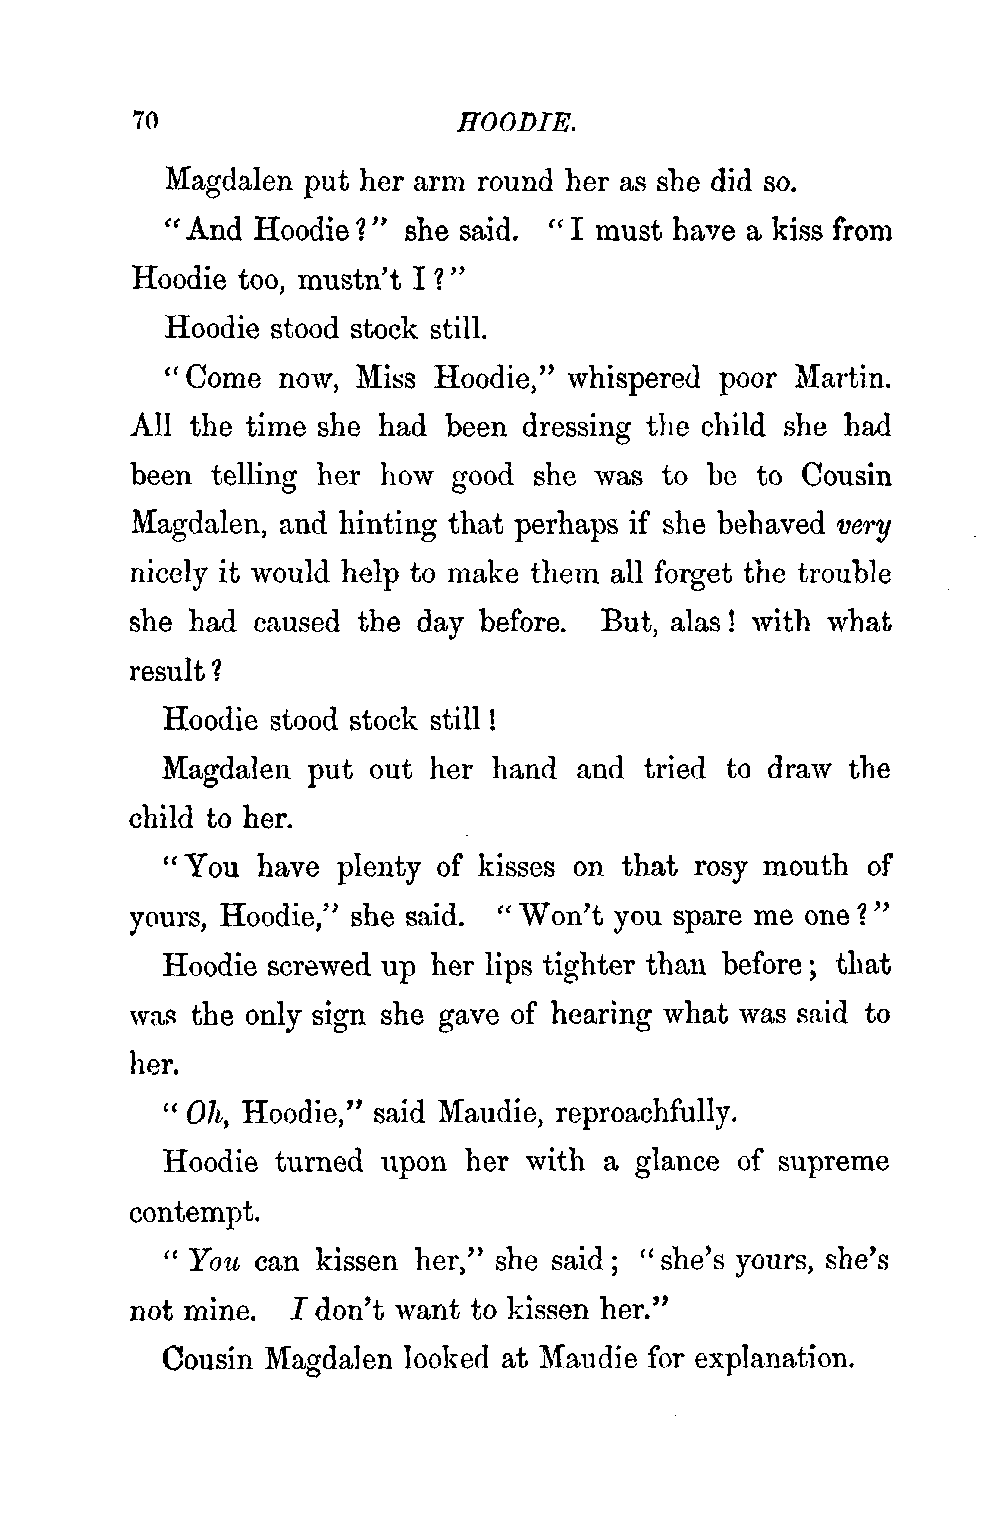 70 HOODIE.
Magdalen put her arm round her as she did so.
“And Hoodie?” she said. “I must have a kiss from
Hoodie too, mustn’t I?”
Hoodie stood stock still.
“Come now, Miss Hoodie,” whispered poor Martin.
All the time she had been dressing the child she had
been telling her how good she was to be to Cousin
Magdalen, and hinting that perhaps if she behaved very
nicely it would help to make them all forget the trouble
she had caused the day before. But, alas! with what
result?
Hoodie stood stock still!
Magdalen put out her hand and tried to draw the
child to her.
“You have plenty of kisses on that rosy mouth of
yours, Hoodie,” she said. “Won’t you spare me one?”
Hoodie screwed up her lips tighter than before; that
was the only sign she gave of hearing what was said to
her.
“Oh, Hoodie,” said Maudie, reproachfully.
Hoodie turned upon her with a glance of supreme
contempt.
“You can kissen her,” she said; “she’s yours, she’s
not mine. I don’t want to kissen her.”
Cousin Magdalen looked at Maudie for explanation.